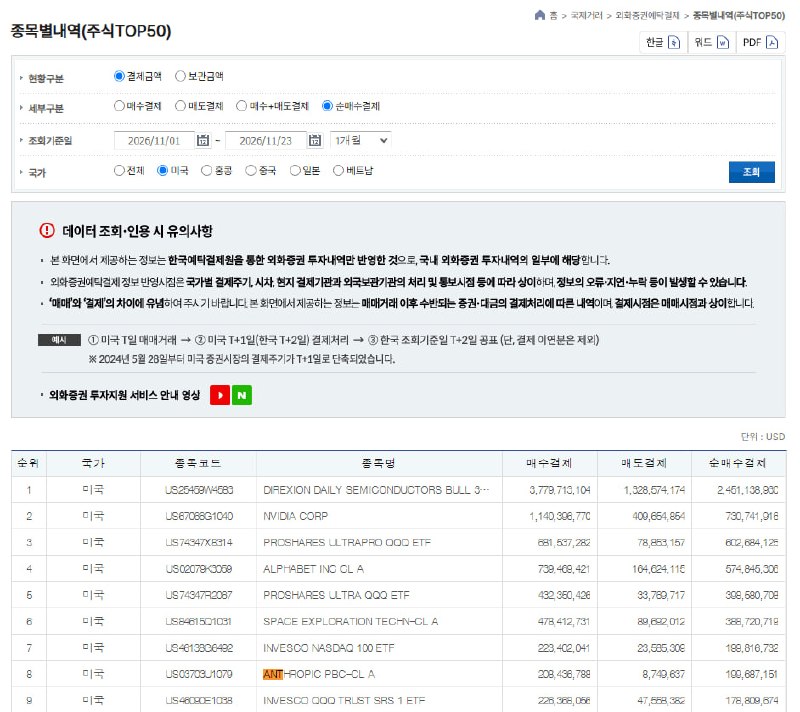 홈 > 국제거래 > 외화증권예탁결제 > 종목별내역(주식TOP50)
종목별내역(주식TOP50)
한글 워드 PDF
현황구분 결제금액 보관금액
세부구분 매수결제 매도결제 매수+매도결제 순매수결제
조회기준일 2026/11/01 - 2026/11/23 1개월
국가 전체 미국 홍콩 중국 일본 베트남 조회
데이터 조회·인용 시 유의사항
본 화면에서 제공하는 정보는 한국예탁결제원을 통한 외화증권 투자내역만 반영한 것으로, 국내 외화증권 투자내역의 일부에 해당합니다.
외화증권예탁결제 정보 반영시점은 국가별 결제주기, 시차, 현지 결제기관과 외국보관기관의 처리 및 통보시점 등에 따라 상이하며, 정보의 오류·지연·누락 등이 발생할 수 있습니다.
‘매매’와 ‘결제’의 차이에 유념하여 주시기 바랍니다. 본 화면에서 제공하는 정보는 매매거래 이후 수반되는 증권·대금의 결제처리에 따른 내역이며, 결제시점은 매매시점과 상이합니다.
예시 ① 미국 T일 매매거래 → ② 미국 T+1일(한국 T+2일) 결제처리 → ③ 한국 조회기준일 T+2일 공표 (단, 결제 이연분은 제외)
※ 2024년 5월 28일부터 미국 증권시장의 결제주기가 T+1일로 단축되었습니다.
외화증권 투자지원 서비스 안내 영상 N
단위 : USD
순위 국가 종목코드 종목명 매수결제 매도결제 순매수결제
1 미국 US25459W4583 DIREXION DAILY SEMICONDUCTORS BULL 3⋯ 3,779,713,104 1,328,574,174 2,451,138,930
2 미국 US67066G1040 NVIDIA CORP 1,140,396,770 409,654,854 730,741,916
3 미국 US74347X8314 PROSHARES ULTRAPRO QQQ ETF 681,537,282 78,853,157 602,684,125
4 미국 US02079K3059 ALPHABET INC CL A 739,469,421 164,624,115 574,845,306
5 미국 US74347R2067 PROSHARES ULTRA QQQ ETF 432,350,426 33,769,717 398,580,709
6 미국 US84615Q1031 SPACE EXPLORATION TECHN-CL A 478,412,731 89,692,012 388,720,719
7 미국 US46138G6492 INVESCO NASDAQ 100 ETF 223,402,041 23,585,309 199,816,732
8 미국 US03703U1079 ANTHROPIC PBC-CL A 208,436,788 8,749,637 199,687,151
9 미국 US46090E1038 INVESCO QQQ TRUST SRS 1 ETF 226,368,056 47,558,382 178,809,674